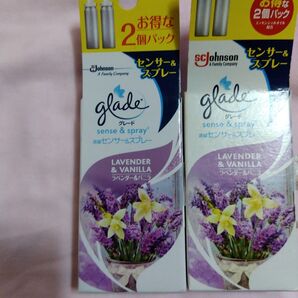 お得な
2個パック
SC Johnson
A Family Company
センサー&
スプレー
glade
グレード
sense & spray
消臭センサー&スプレー
LAVENDER
& VANILLA
ラベンダー&バニラ
お得な
2個パック
SC Johnson
A Family Company
センサー&
スプレー
glade
グレード
sense & spray
消臭センサー&スプレー
LAVENDER
& VANILLA
ラベンダー&バニラ